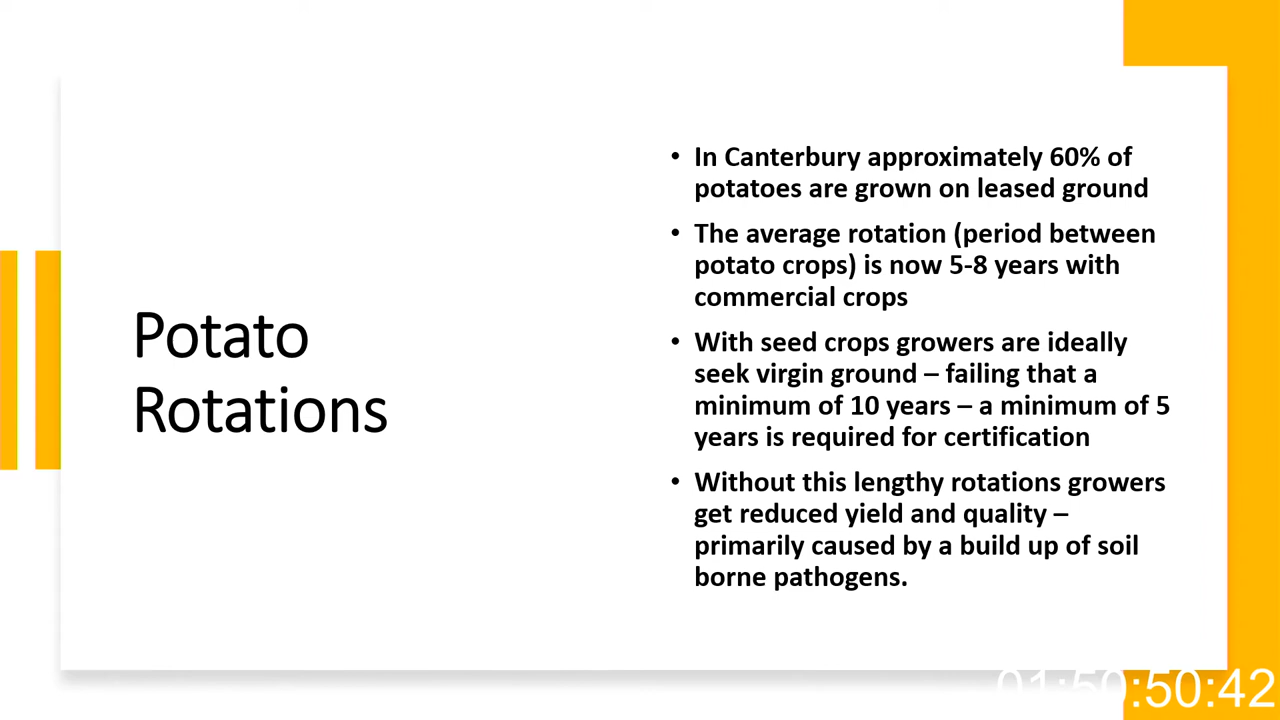 Potato
Rotations
• In Canterbury approximately 60% of
potatoes are grown on leased ground
• The average rotation (period between
potato crops) is now 5-8 years with
commercial crops
• With seed crops growers are ideally
seek virgin ground – failing that a
minimum of 10 years – a minimum of 5
years is required for certification
• Without this lengthy rotations growers
get reduced yield and quality –
primarily caused by a build up of soil
borne pathogens.
01:50:50:42